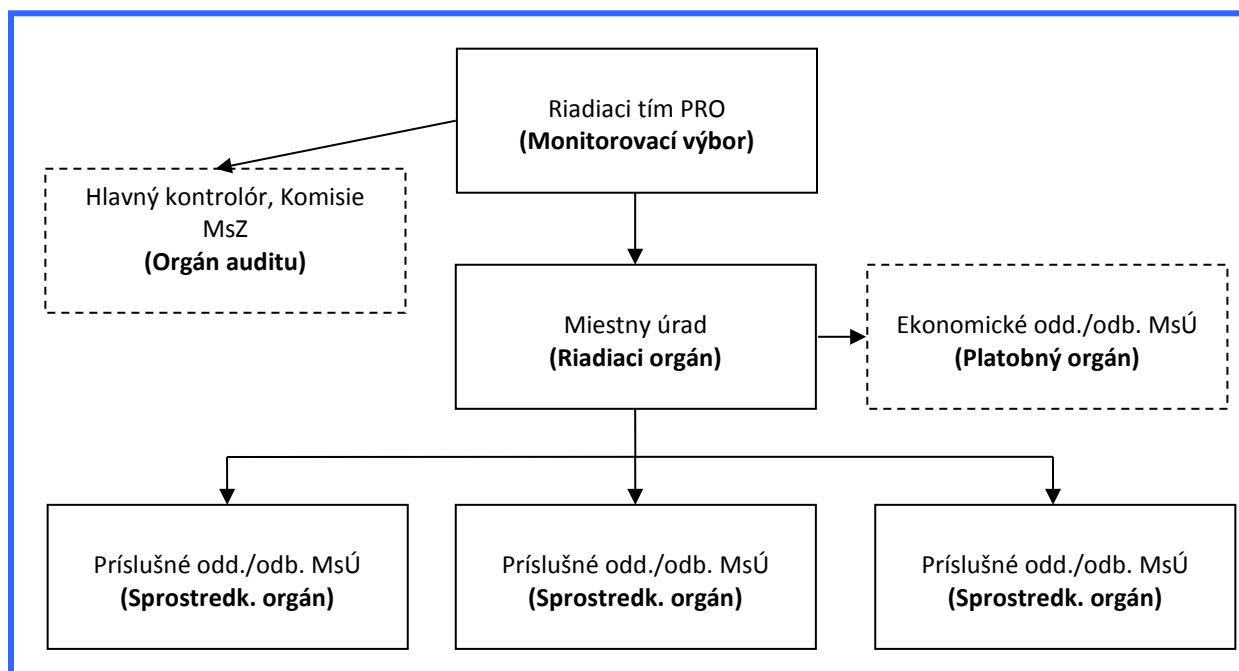 Riadiaci tím PRO
(Monitorovací výbor)
Hlavný kontrolór, Komisie
MsZ
(Orgán auditu)
Miestny úrad
(Riadiaci orgán)
Ekonomické odd./odb. MsÚ
(Platobný orgán)
Príslušné odd./odb. MsÚ
(Sprostredk. orgán)
Príslušné odd./odb. MsÚ
(Sprostredk. orgán)
Príslušné odd./odb. MsÚ
(Sprostredk. orgán)